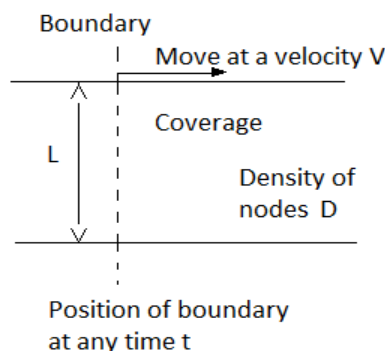 Boundary
Move at a velocity V
Coverage
L
Density of
nodes D
Position of boundary
at any time t